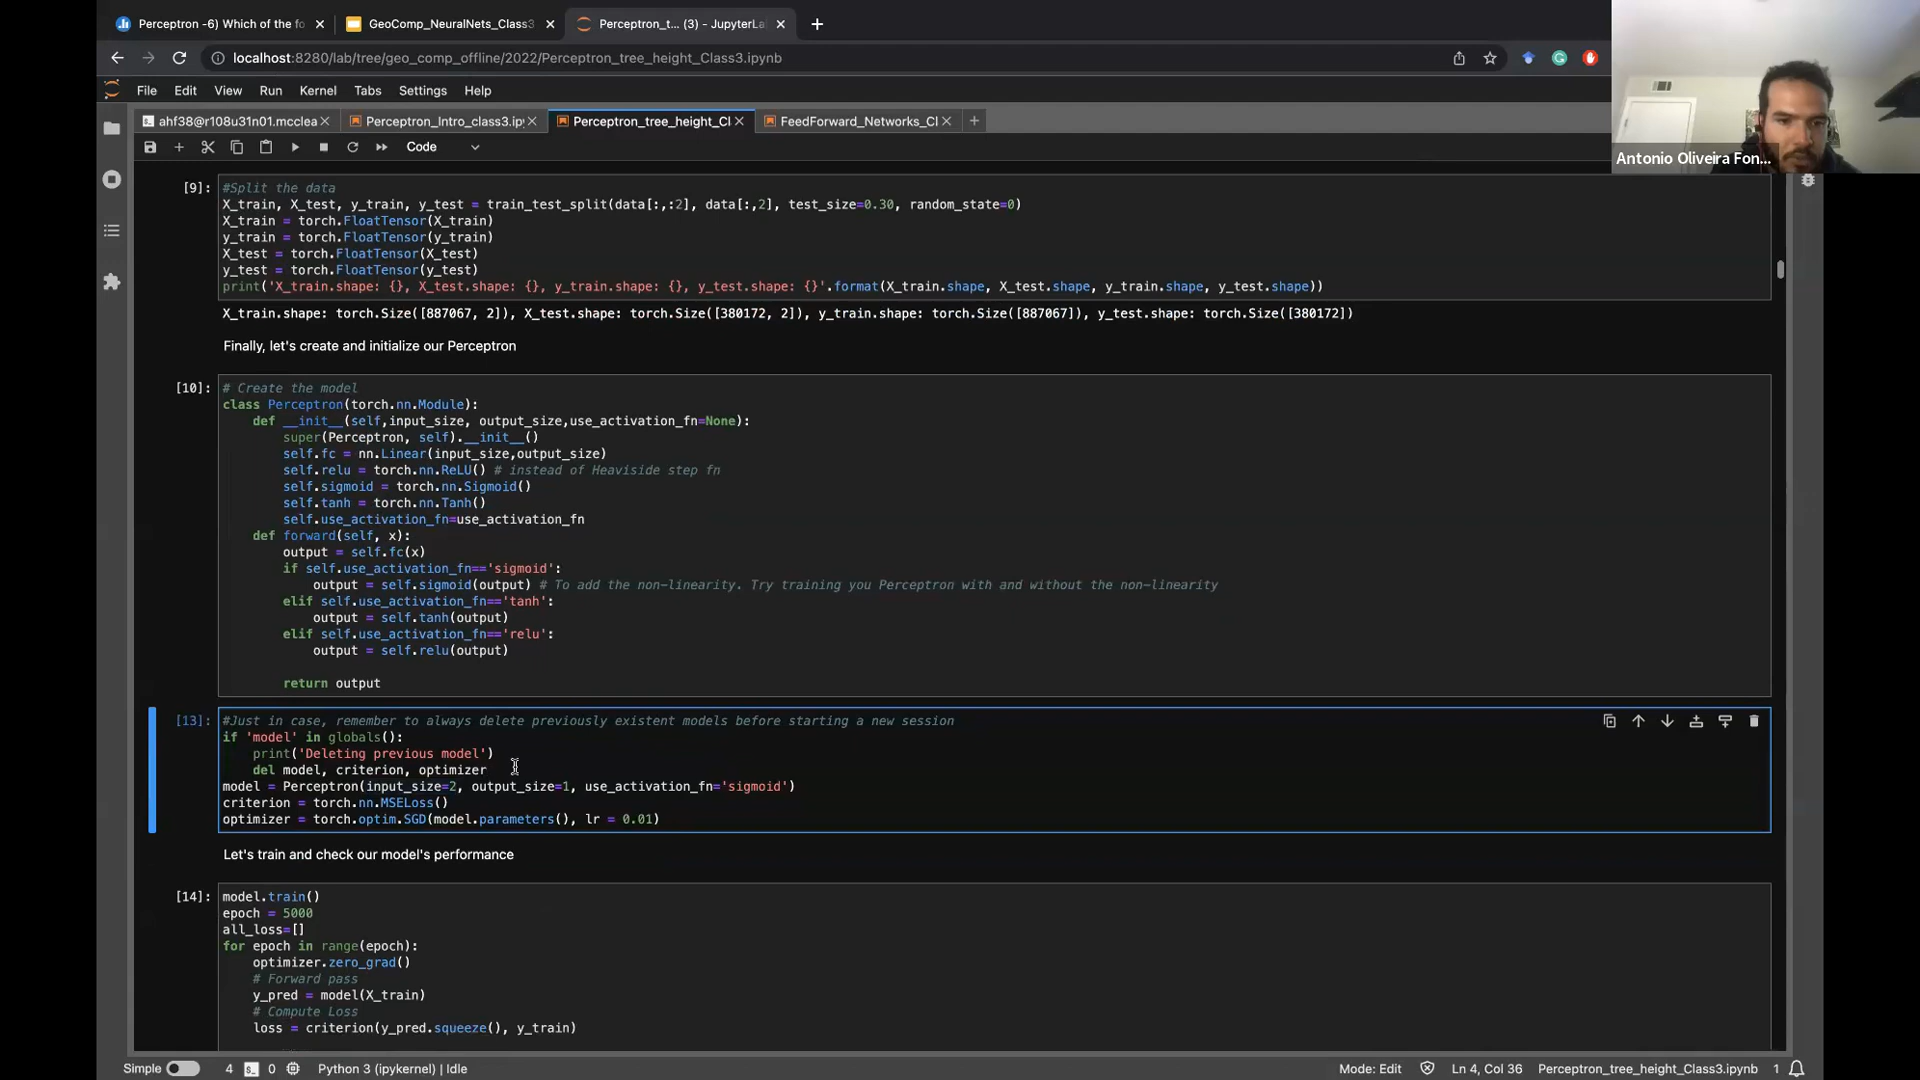 Perceptron -6) Which of the fo
GeoComp_NeuralNets_Class3
Perceptron_t... (3) - JupyterLa
localhost:8280/lab/tree/geo_comp_offline/2022/Perceptron_tree_height_Class3.ipynb
File Edit View Run Kernel Tabs Settings Help
ahf38@r108u31n01.mcclea
Perceptron_Intro_class3.ipy
Perceptron_tree_height_Cl
FeedForward_Networks_Cl
Code
Antonio Oliveira Fon...
[9]:
#Split the data
X_train, X_test, y_train, y_test = train_test_split(data[:,:2], data[:,2], test_size=0.30, random_state=0)
X_train = torch.FloatTensor(X_train)
y_train = torch.FloatTensor(y_train)
X_test = torch.FloatTensor(X_test)
y_test = torch.FloatTensor(y_test)
print('X_train.shape: {}, X_test.shape: {}, y_train.shape: {}, y_test.shape: {}'.format(X_train.shape, X_test.shape, y_train.shape, y_test.shape))
X_train.shape: torch.Size([887067, 2]), X_test.shape: torch.Size([380172, 2]), y_train.shape: torch.Size([887067]), y_test.shape: torch.Size([380172])
Finally, let's create and initialize our Perceptron
[10]:
# Create the model
class Perceptron(torch.nn.Module):
def __init__(self,input_size, output_size,use_activation_fn=None):
super(Perceptron, self).__init__()
self.fc = nn.Linear(input_size,output_size)
self.relu = torch.nn.ReLU() # instead of Heaviside step fn
self.sigmoid = torch.nn.Sigmoid()
self.tanh = torch.nn.Tanh()
self.use_activation_fn=use_activation_fn
def forward(self, x):
output = self.fc(x)
if self.use_activation_fn=='sigmoid':
output = self.sigmoid(output) # To add the non-linearity. Try training you Perceptron with and without the non-linearity
elif self.use_activation_fn=='tanh':
output = self.tanh(output)
elif self.use_activation_fn=='relu':
output = self.relu(output)
return output
[13]:
#Just in case, remember to always delete previously existent models before starting a new session
if 'model' in globals():
print('Deleting previous model')
del model, criterion, optimizer
model = Perceptron(input_size=2, output_size=1, use_activation_fn='sigmoid')
criterion = torch.nn.MSELoss()
optimizer = torch.optim.SGD(model.parameters(), lr = 0.01)
Let's train and check our model's performance
[14]:
model.train()
epoch = 5000
all_loss=[]
for epoch in range(epoch):
optimizer.zero_grad()
# Forward pass
y_pred = model(X_train)
# Compute Loss
loss = criterion(y_pred.squeeze(), y_train)
Simple 4 0 Python 3 (ipykernel) | Idle Mode: Edit Ln 4, Col 36 Perceptron_tree_height_Class3.ipynb 1